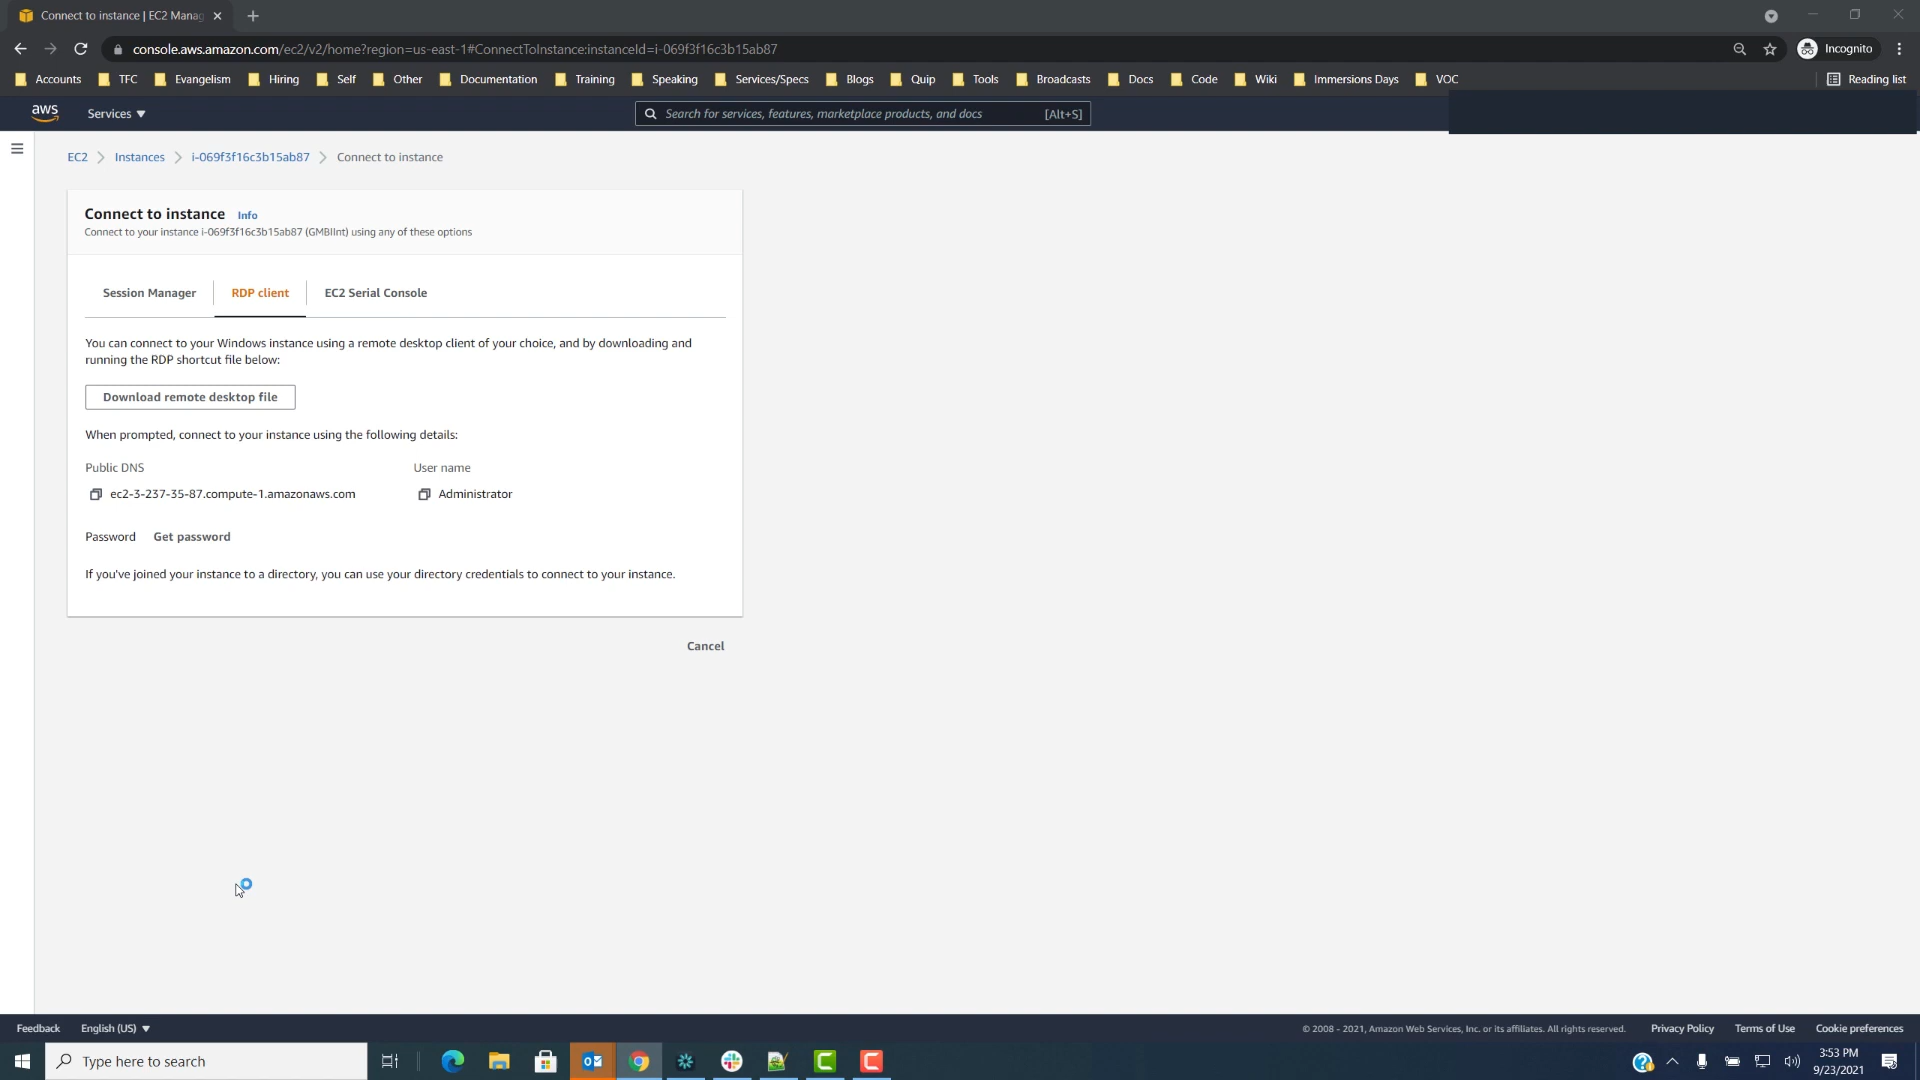 Connect to instance | EC2 Manag
console.aws.amazon.com/ec2/v2/home?region=us-east-1#ConnectToInstance:instanceId=i-069f3f16c3b15ab87
Incognito
Accounts TFC Evangelism Hiring Self Other Documentation Training Speaking Services/Specs Blogs Quip Tools Broadcasts Docs Code Wiki Immersions Days VOC Reading list
aws Services Search for services, features, marketplace products, and docs [Alt+S]
EC2 > Instances > i-069f3f16c3b15ab87 > Connect to instance
Connect to instance Info
Connect to your instance i-069f3f16c3b15ab87 (GMBIInt) using any of these options
Session Manager RDP client EC2 Serial Console
You can connect to your Windows instance using a remote desktop client of your choice, and by downloading and
running the RDP shortcut file below:
Download remote desktop file
When prompted, connect to your instance using the following details:
Public DNS User name
ec2-3-237-35-87.compute-1.amazonaws.com Administrator
Password Get password
If you've joined your instance to a directory, you can use your directory credentials to connect to your instance.
Cancel
Feedback English (US) © 2008 - 2021, Amazon Web Services, Inc. or its affiliates. All rights reserved. Privacy Policy Terms of Use Cookie preferences
Type here to search
3:53 PM
9/23/2021